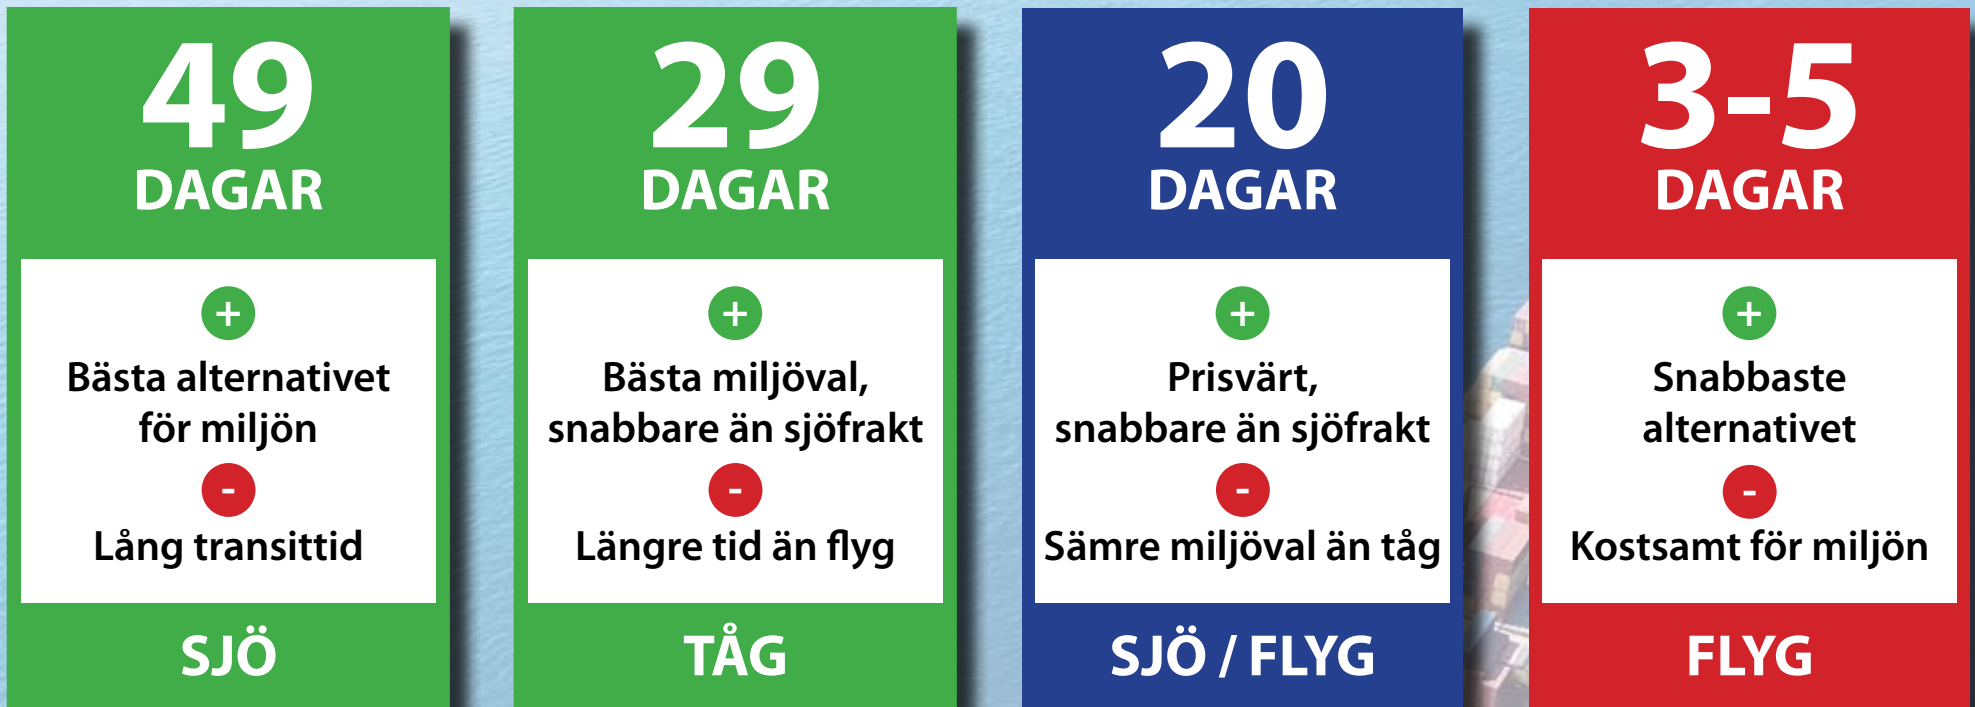 49
DAGAR
+
Bästa alternativet
för miljön
-
Lång transittid
SJÖ
29
DAGAR
+
Bästa miljöval,
snabbare än sjöfrakt
-
Längre tid än flyg
TÅG
20
DAGAR
+
Prisvärt,
snabbare än sjöfrakt
-
Sämre miljöval än tåg
SJÖ / FLYG
3-5
DAGAR
+
Snabbaste
alternativet
-
Kostsamt för miljön
FLYG